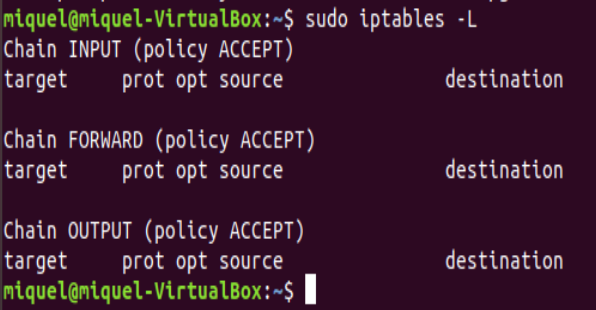 miquel@miquel-VirtualBox:~$ sudo iptables -L
Chain INPUT (policy ACCEPT)
target     prot opt source               destination

Chain FORWARD (policy ACCEPT)
target     prot opt source               destination

Chain OUTPUT (policy ACCEPT)
target     prot opt source               destination
miquel@miquel-VirtualBox:~$